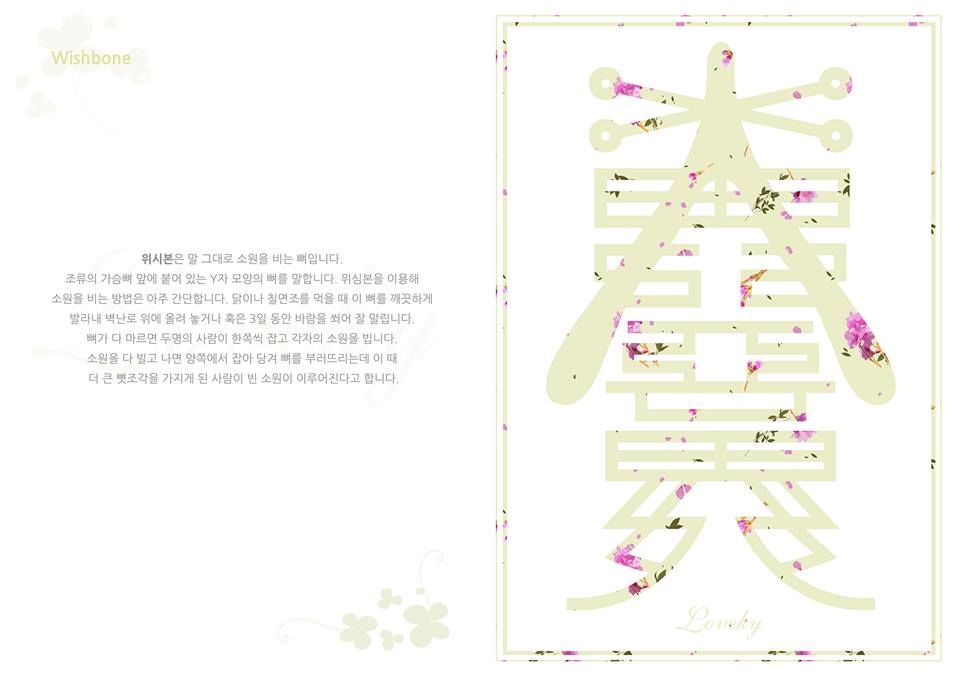 Wishbone
위시본은 말 그대로 소원을 비는 뼈입니다.
조류의 가슴뼈 앞에 붙어 있는 Y자 모양의 뼈를 말합니다. 위심본을 이용해
소원을 비는 방법은 아주 간단합니다. 닭이나 칠면조를 먹을 때 이 뼈를 깨끗하게
발라내 벽난로 위에 올려 놓거나 혹은 3일 동안 바람을 쐬어 잘 말립니다.
뼈가 다 마르면 두명의 사람이 한쪽씩 잡고 각자의 소원을 빕니다.
소원을 다 빌고 나면 양쪽에서 잡아 당겨 뼈를 부러뜨리는데 이 때
더 큰 뼛조각을 가지게 된 사람이 빈 소원이 이루어진다고 합니다.
Loveky